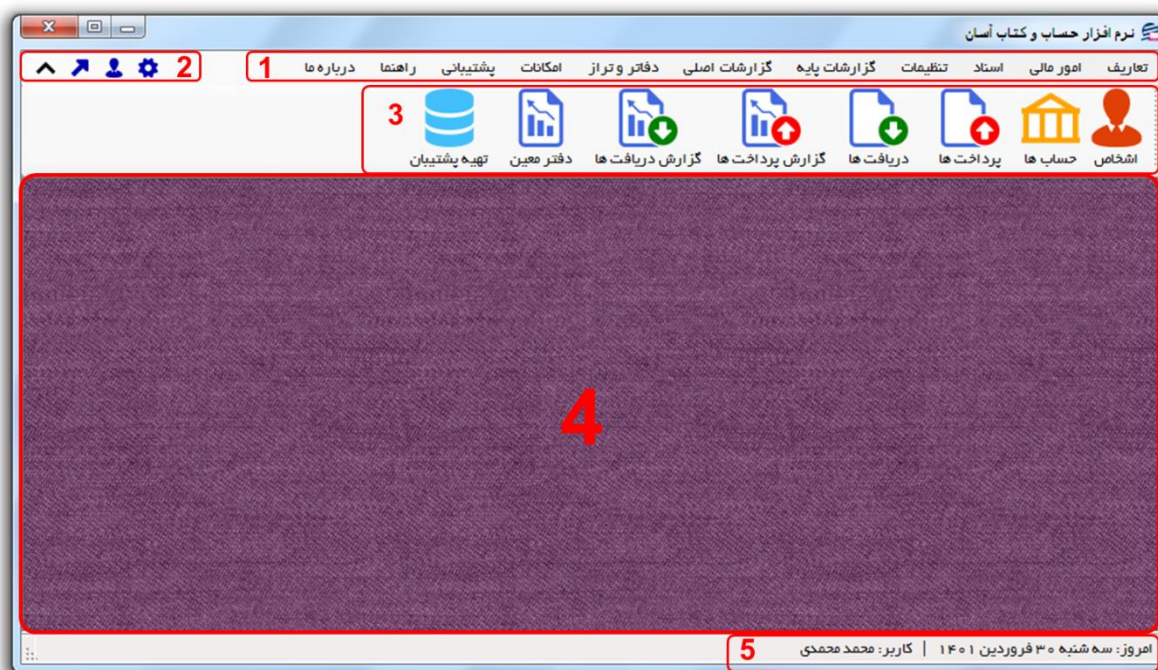 نرم افزار حساب و کتاب آسان
تعاریف امور مالی اسناد تنظیمات گزارشات پایه گزارشات اصلی دفاتر و تراز امکانات پشتیبانی راهنما درباره ما 1 2
3
اشخاص حساب ها پرداخت ها دریافت ها گزارش پرداخت ها گزارش دریافت ها دفتر معین تهیه پشتیبان
4
امروز: سه شنبه ۳۰ فروردین ۱۴۰۱ | کاربر: محمد محمدی 5